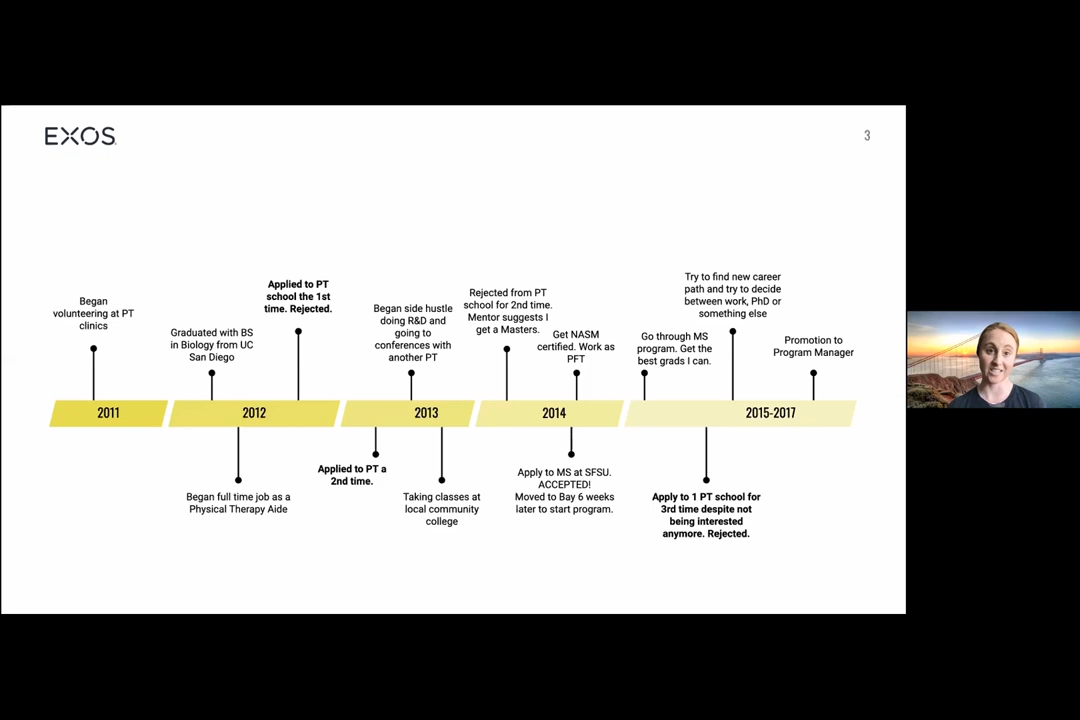 EXOS
3
Began
volunteering at PT
clinics
Graduated with BS
in Biology from UC
San Diego
Applied to PT
school the 1st
time. Rejected.
Began side hustle
doing R&D and
going to
conferences with
another PT
Rejected from PT
school for 2nd time.
Mentor suggests I
get a Masters.
Get NASM
certified. Work as
PFT
Go through MS
program. Get the
best grads I can.
Try to find new career
path and try to decide
between work, PhD or
something else
Promotion to
Program Manager
2011
2012
2013
2014
2015-2017
Began full time job as a
Physical Therapy Aide
Applied to PT a
2nd time.
Taking classes at
local community
college
Apply to MS at SFSU.
ACCEPTED!
Moved to Bay 6 weeks
later to start program.
Apply to 1 PT school for
3rd time despite not
being interested
anymore. Rejected.